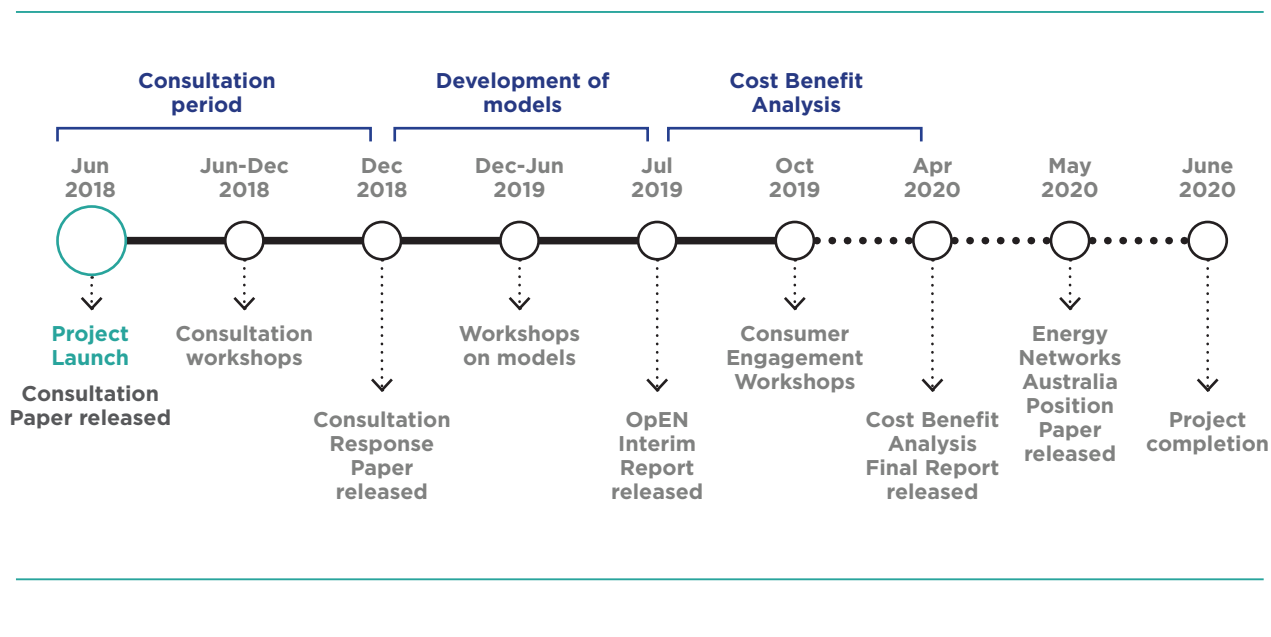 Consultation
period
Development of
models
Cost Benefit
Analysis
Jun
2018
Jun-Dec
2018
Dec
2018
Dec-Jun
2019
Jul
2019
Oct
2019
Apr
2020
May
2020
June
2020
Project
Launch
Consultation
Paper released
Consultation
workshops
Consultation
Response
Paper
released
Workshops
on models
OpEN
Interim
Report
released
Consumer
Engagement
Workshops
Cost Benefit
Analysis
Final Report
released
Energy
Networks
Australia
Position
Paper
released
Project
completion